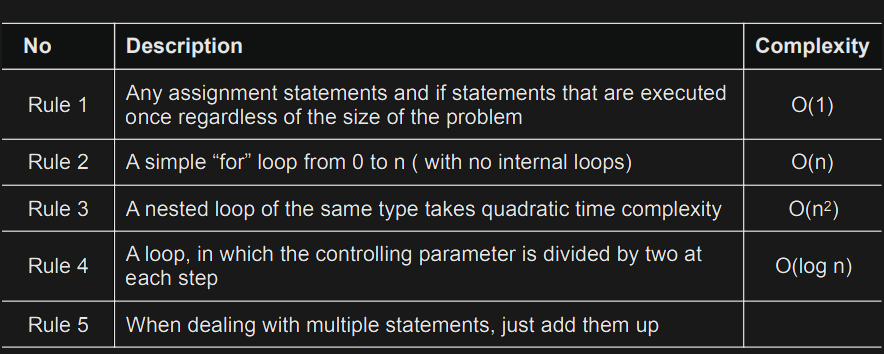 No Description Complexity
Rule 1 Any assignment statements and if statements that are executed once regardless of the size of the problem O(1)
Rule 2 A simple “for” loop from 0 to n ( with no internal loops) O(n)
Rule 3 A nested loop of the same type takes quadratic time complexity O(n²)
Rule 4 A loop, in which the controlling parameter is divided by two at each step O(log n)
Rule 5 When dealing with multiple statements, just add them up